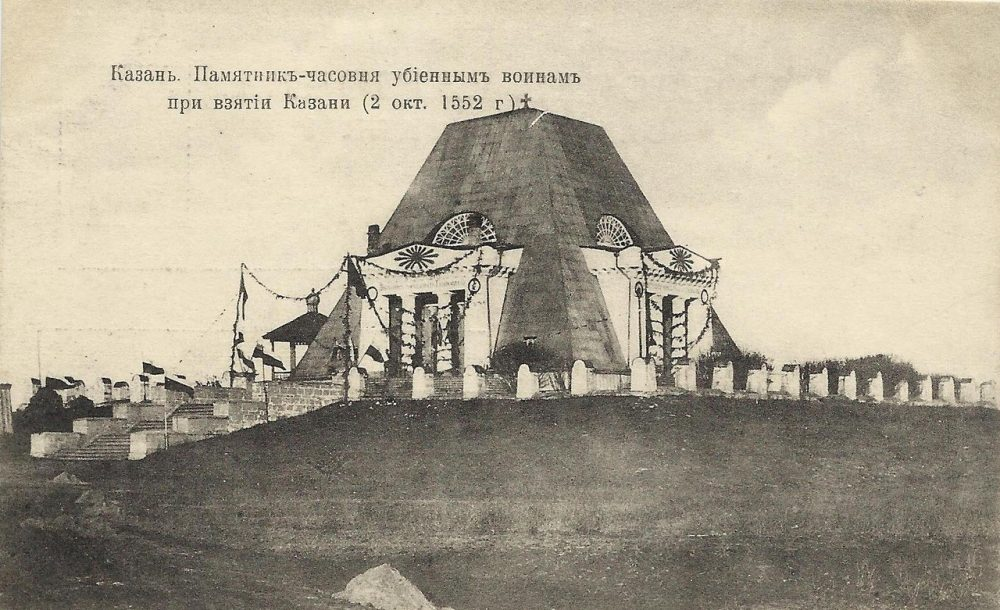 Казань. Памятникъ-часовня убіеннымъ воинамъ
при взятіи Казани (2 окт. 1552 г.)